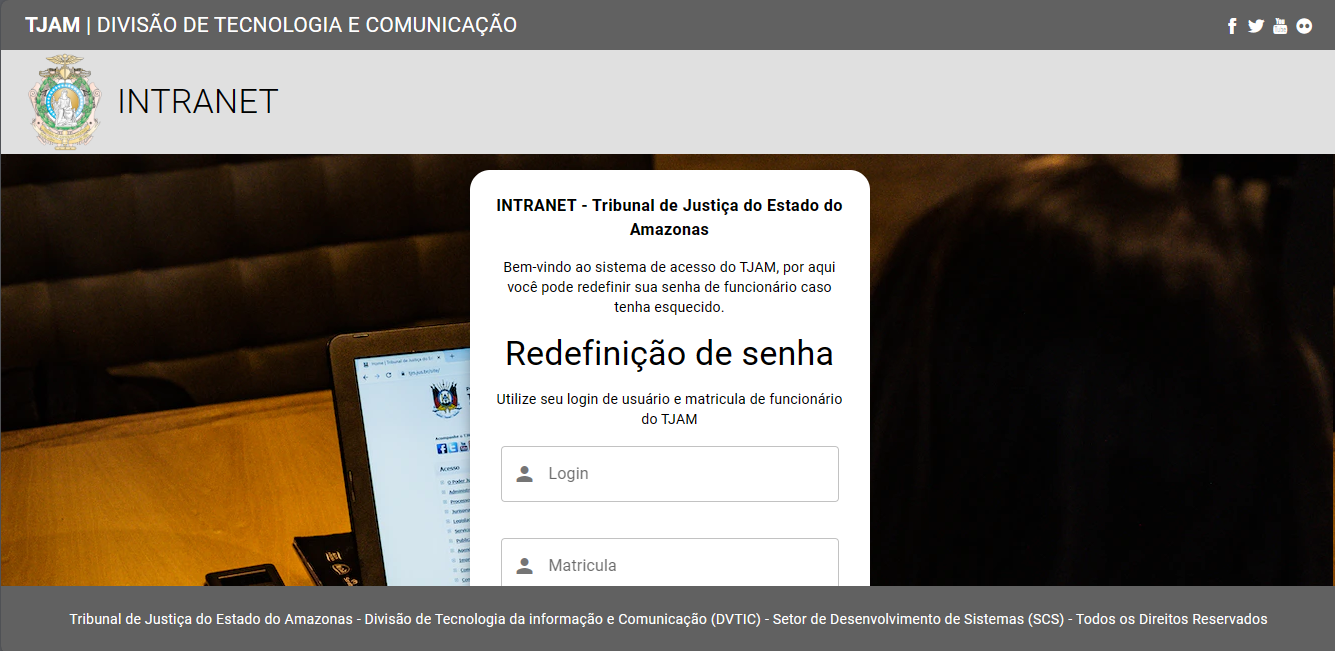 TJAM | DIVISÃO DE TECNOLOGIA E COMUNICAÇÃO
INTRANET
INTRANET - Tribunal de Justiça do Estado do
Amazonas
Bem-vindo ao sistema de acesso do TJAM, por aqui
você pode redefinir sua senha de funcionário caso
tenha esquecido.
Redefinição de senha
Utilize seu login de usuário e matricula de funcionário
do TJAM
Login
Matricula
Acesso
O Poder
Tribunal de Justiça do Estado do Amazonas - Divisão de Tecnologia da informação e Comunicação (DVTIC) - Setor de Desenvolvimento de Sistemas (SCS) - Todos os Direitos Reservados